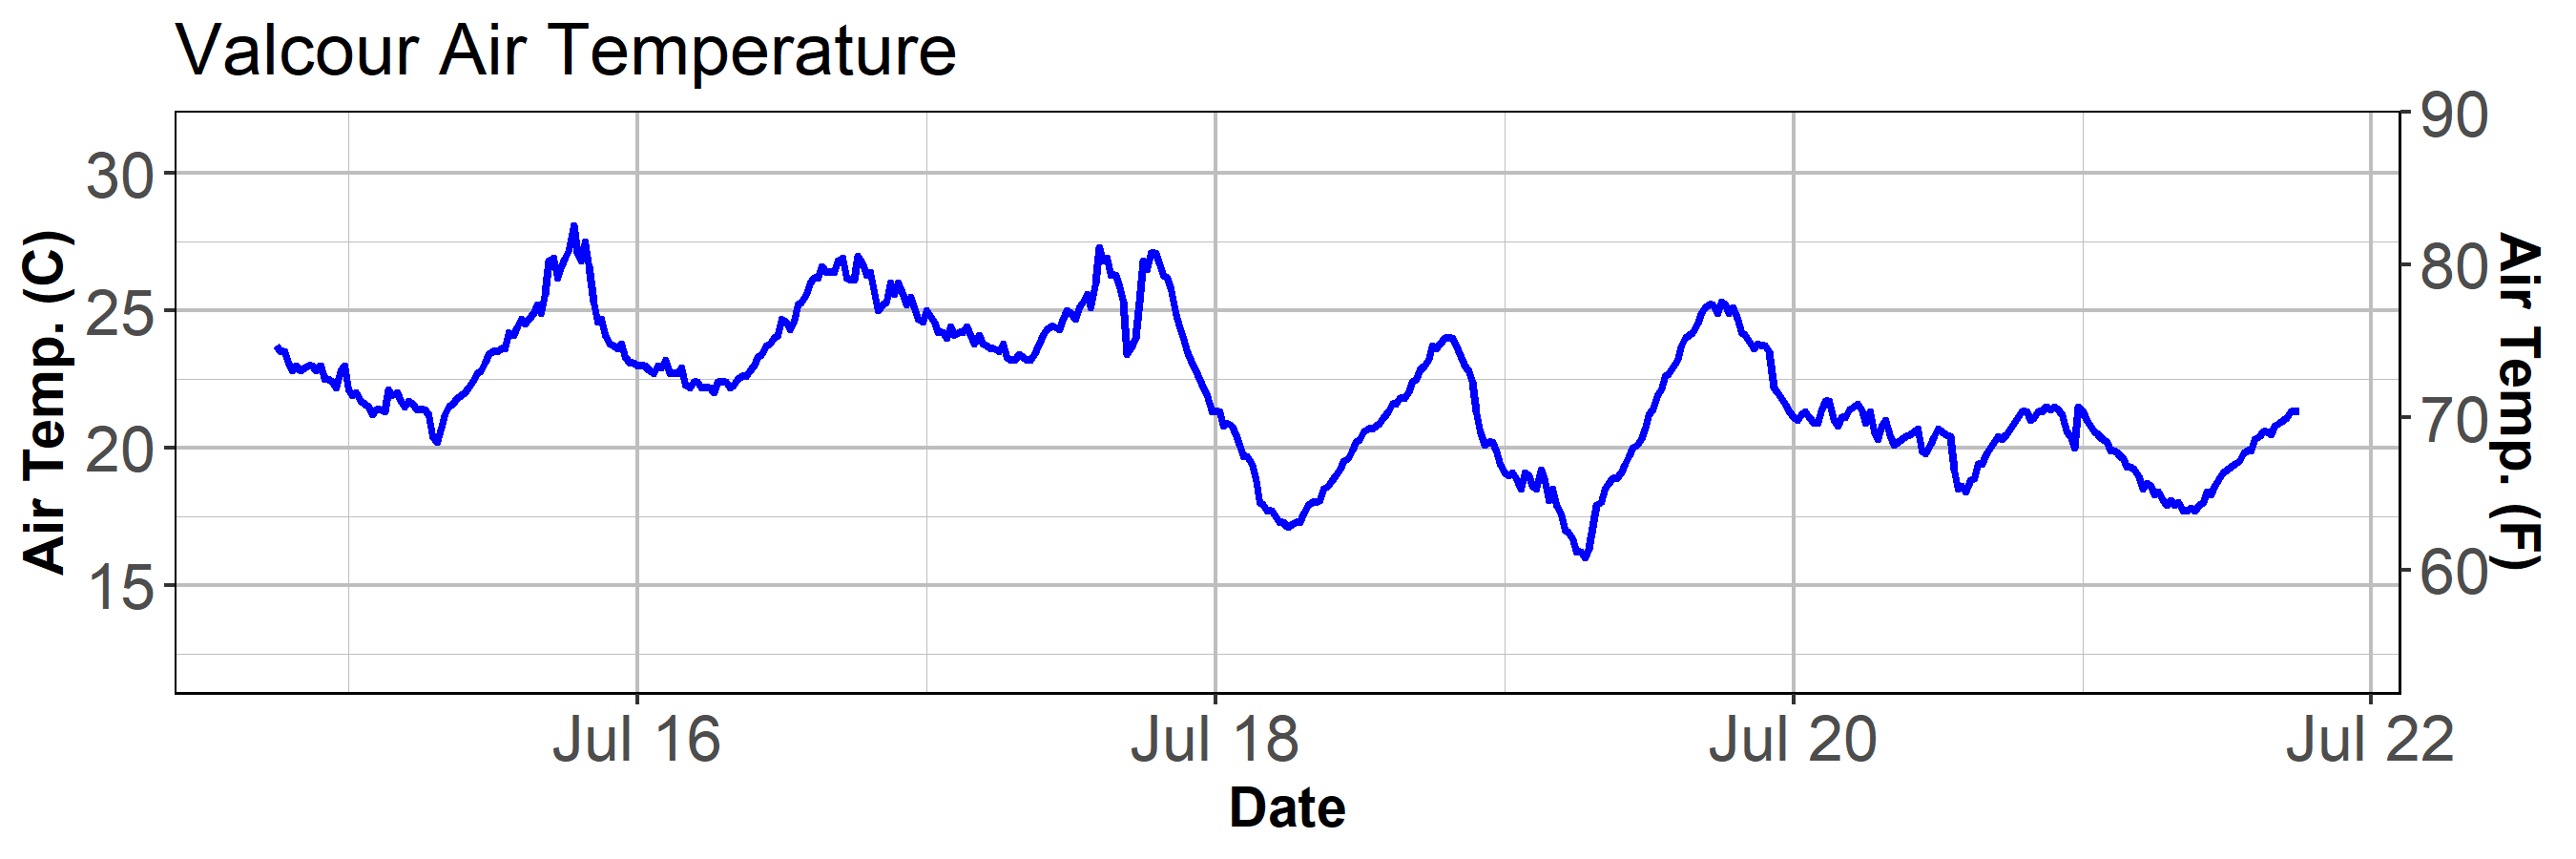 Valcour Air Temperature
Air Temp. (C)
30
25
20
15
90
80
70
60
Air Temp. (F)
Jul 16
Jul 18
Jul 20
Jul 22
Date